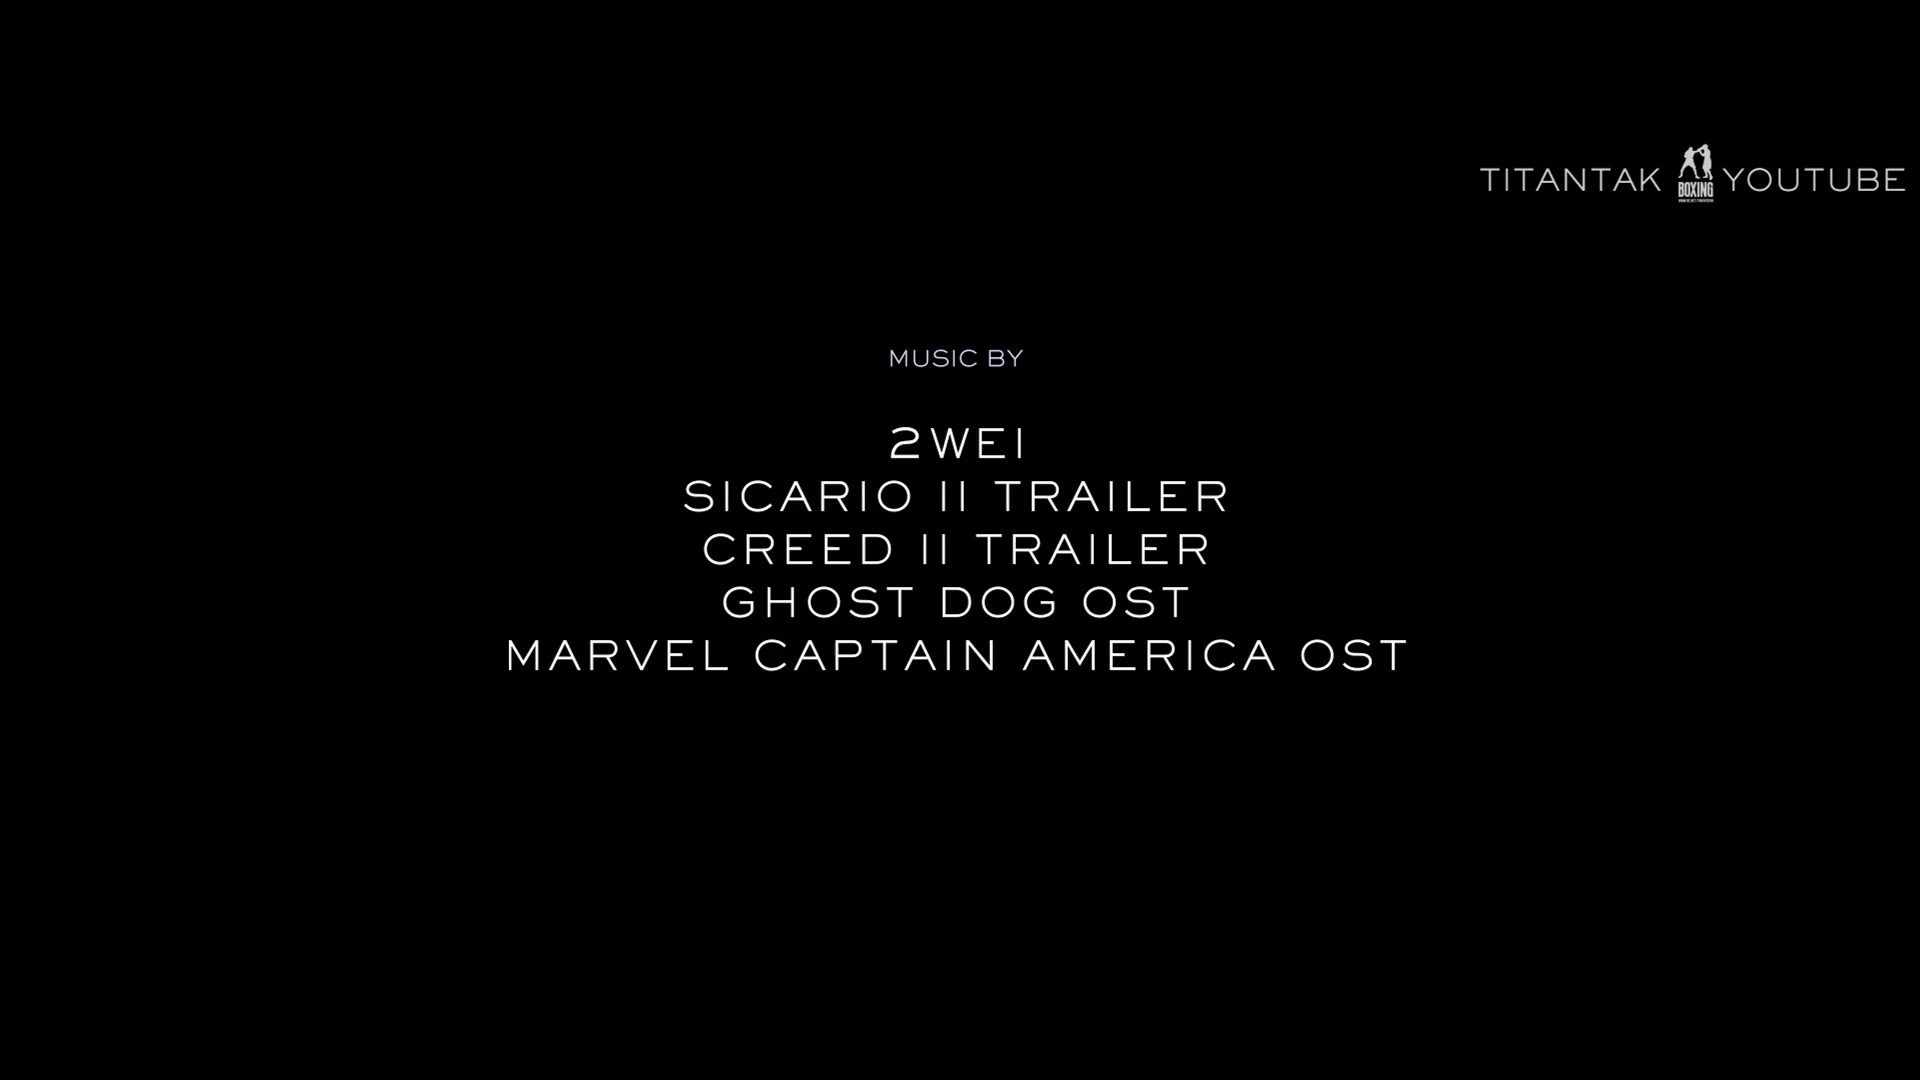 TITANTAK BOXING YOUTUBE
MUSIC BY
2WEI
SICARIO II TRAILER
CREED II TRAILER
GHOST DOG OST
MARVEL CAPTAIN AMERICA OST